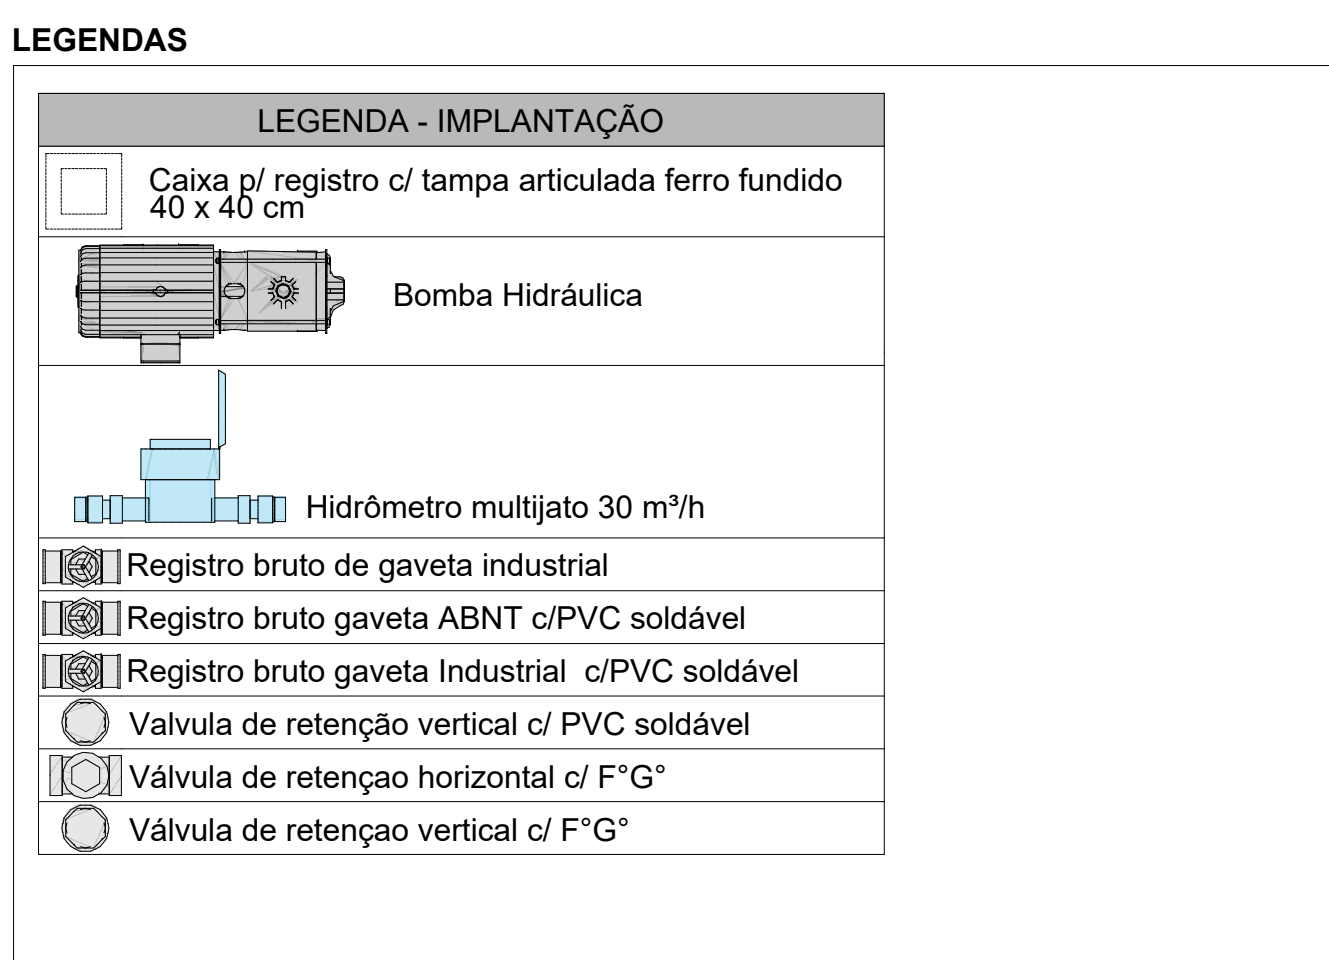 LEGENDAS
LEGENDA - IMPLANTAÇÃO
Caixa p/ registro c/ tampa articulada ferro fundido
40 x 40 cm
Bomba Hidráulica
Hidrômetro multijato 30 m³/h
Registro bruto de gaveta industrial
Registro bruto gaveta ABNT c/PVC soldável
Registro bruto gaveta Industrial  c/PVC soldável
Valvula de retenção vertical c/ PVC soldável
Válvula de retençao horizontal c/ F°G°
Válvula de retençao vertical c/ F°G°